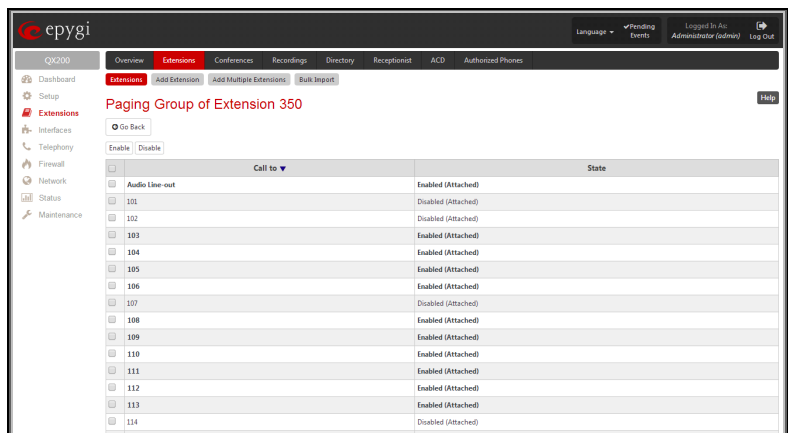 epygi
Language
Pending Events
Logged In As:
Administrator (admin)
Log Out
QX200
Overview Extensions Conferences Recordings Directory Receptionist ACD Authorized Phones
Dashboard
Setup
Extensions
Interfaces
Telephony
Firewall
Network
Status
Maintenance
Extensions Add Extension Add Multiple Extensions Bulk Import
Paging Group of Extension 350
Help
Go Back
Enable Disable
Call to State
Audio Line-out Enabled (Attached)
101 Disabled (Attached)
102 Disabled (Attached)
103 Enabled (Attached)
104 Enabled (Attached)
105 Enabled (Attached)
106 Enabled (Attached)
107 Disabled (Attached)
108 Enabled (Attached)
109 Enabled (Attached)
110 Enabled (Attached)
111 Enabled (Attached)
112 Enabled (Attached)
113 Enabled (Attached)
114 Disabled (Attached)